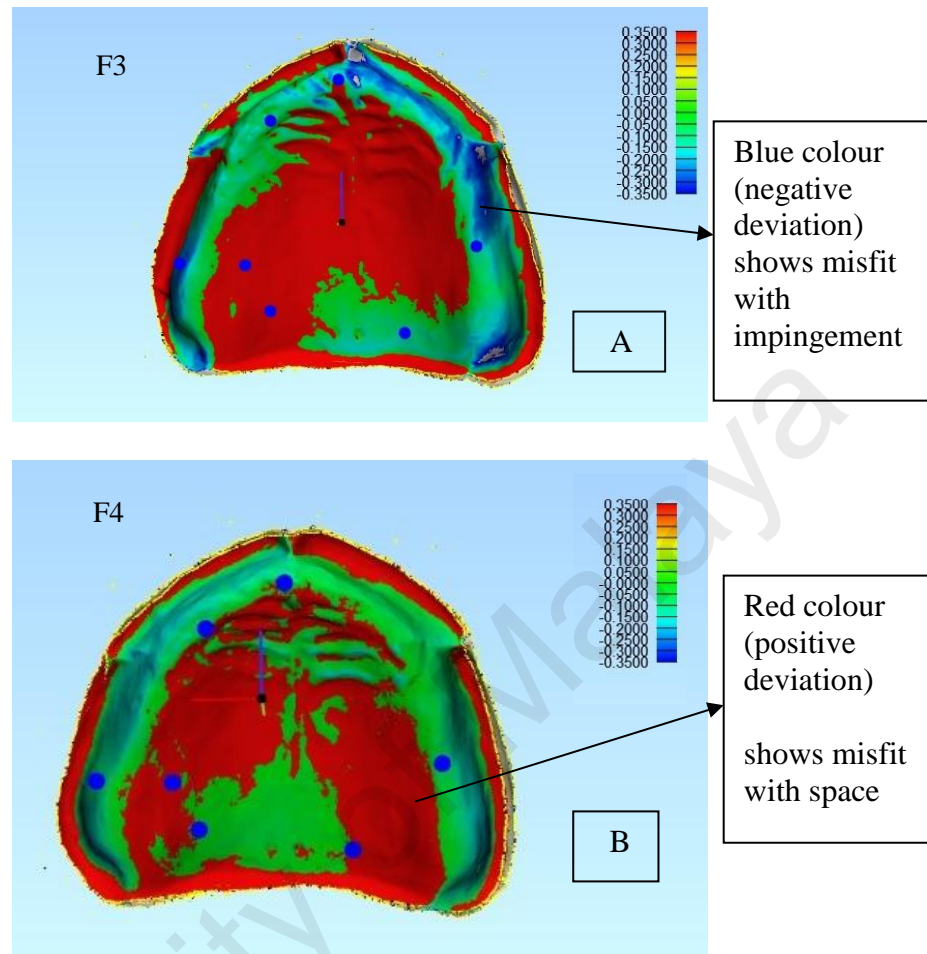 F3
0.3500
0.3000
0.2500
0.2000
0.1500
0.1000
0.0500
0.0000
-0.0500
-0.1000
-0.1500
-0.2000
-0.2500
-0.3000
-0.3500
Blue colour
(negative
deviation)
shows misfit
with
impingement
A
F4
0.3500
0.3000
0.2500
0.2000
0.1500
0.1000
0.0500
0.0000
-0.0500
-0.1000
-0.1500
-0.2000
-0.2500
-0.3000
-0.3500
Red colour
(positive
deviation)
shows misfit
with space
B